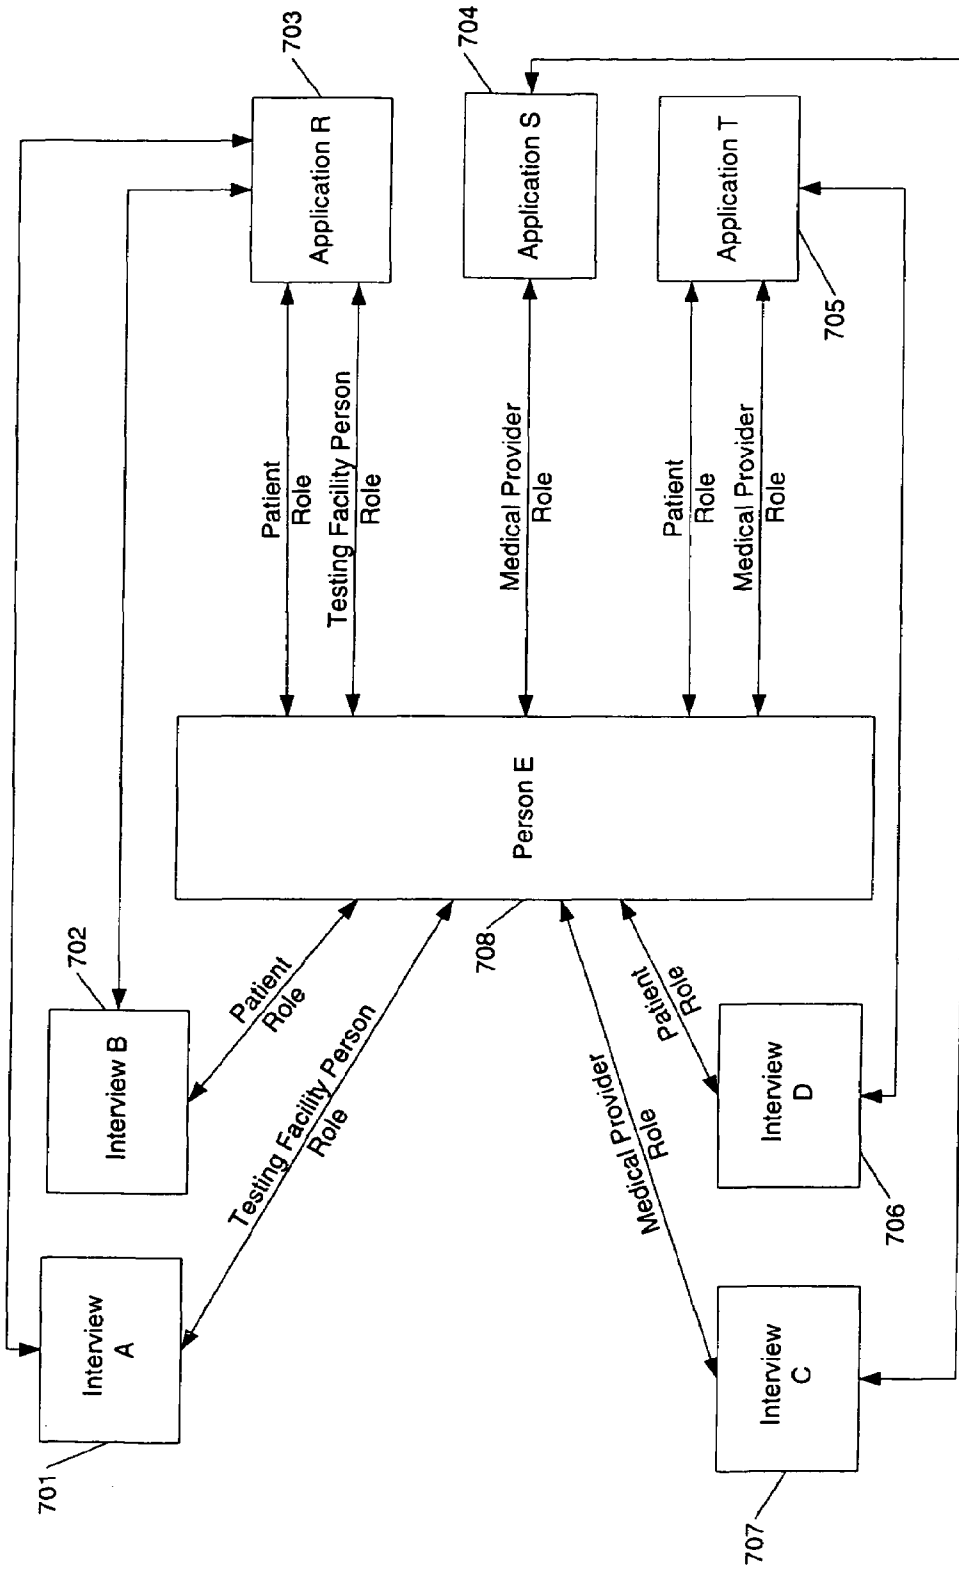 701
Interview
A
702
Interview B
Patient
Role
Testing Facility Person
Role
708
Person E
Patient
Role
Testing Facility Person
Role
Medical Provider
Role
Patient
Role
Medical Provider
Role
703
Application R
704
Application S
Application T
705
Medical Provider
Role
Patient
Role
Interview
D
706
Interview
C
707